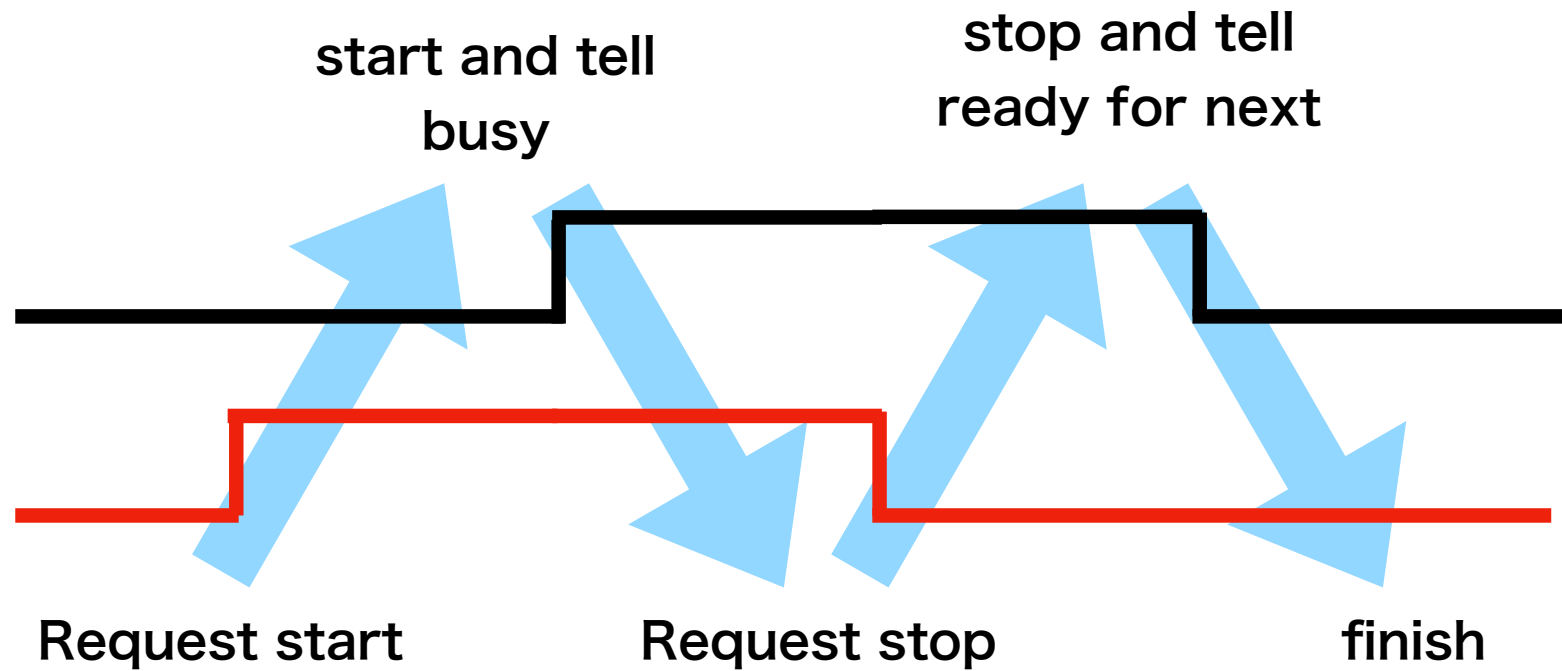 start and tell
busy
stop and tell
ready for next
Request start
Request stop
finish